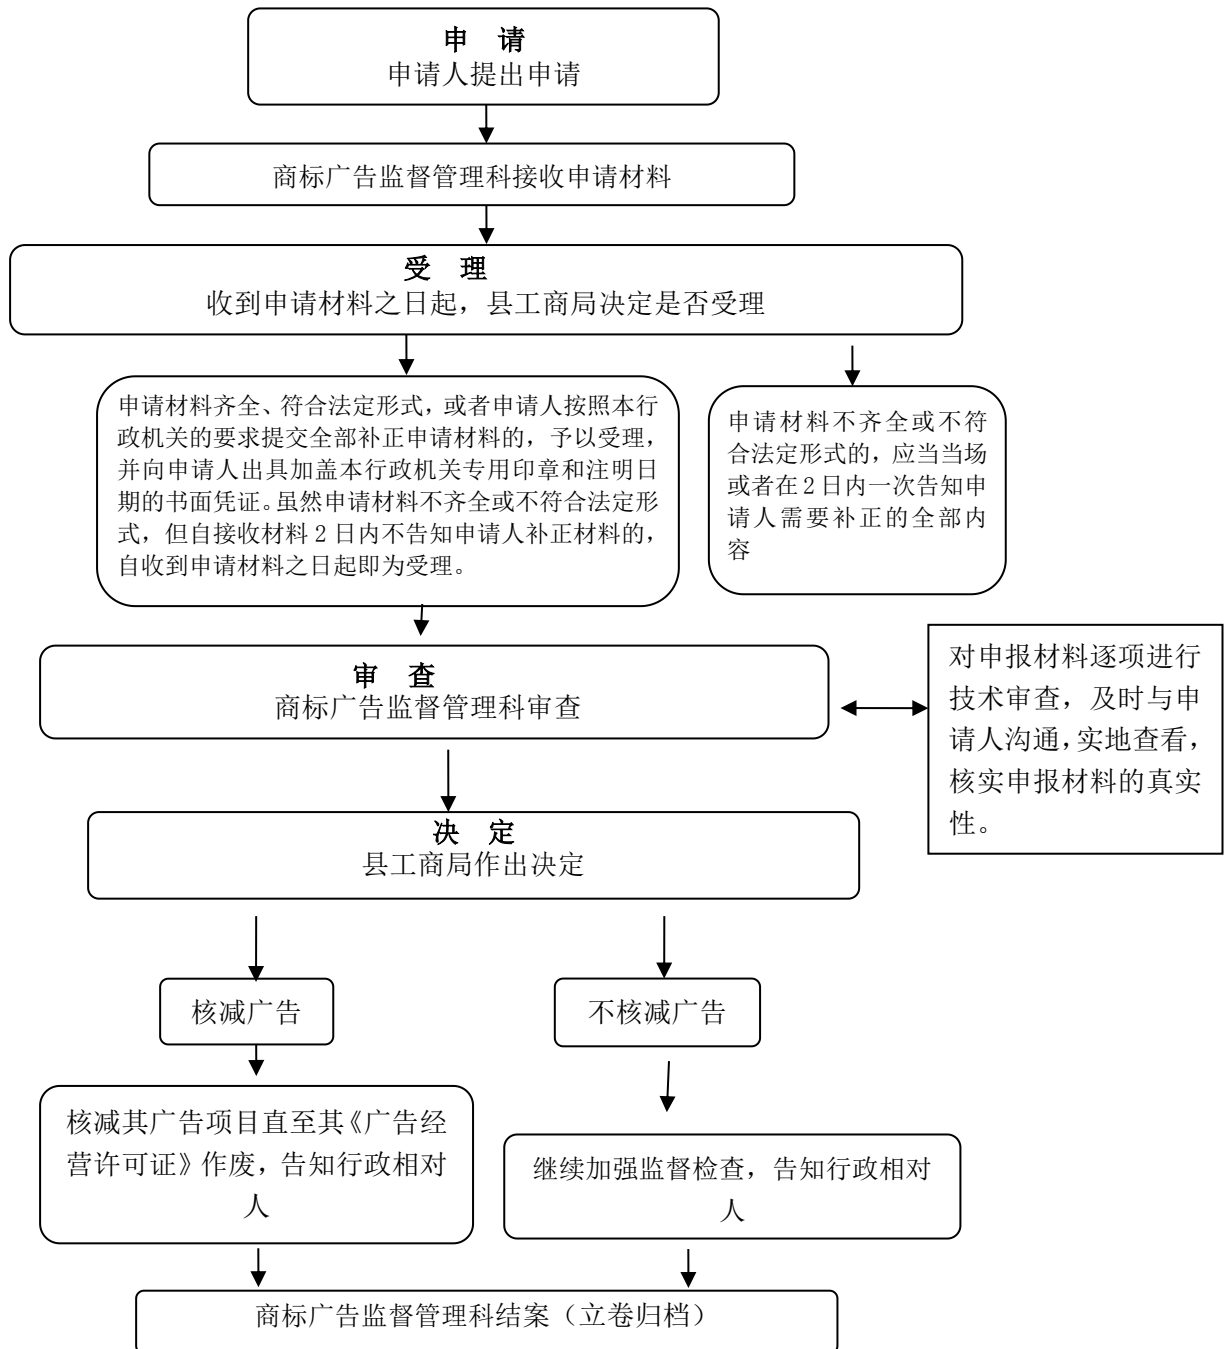 申 请
申请人提出申请
商标广告监督管理科接收申请材料
受 理
收到申请材料之日起，县工商局决定是否受理
申请材料齐全、符合法定形式，或者申请人按照本行
政机关的要求提交全部补正申请材料的，予以受理，
并向申请人出具加盖本行政机关专用印章和注明日
期的书面凭证。虽然申请材料不齐全或不符合法定形
式，但自接收材料 2 日内不告知申请人补正材料的，
自收到申请材料之日起即为受理。
申请材料不齐全或不符
合法定形式的，应当当场
或者在 2 日内一次告知申
请人需要补正的全部内
容
审 查
商标广告监督管理科审查
对申报材料逐项进行
技术审查，及时与申
请人沟通，实地查看，
核实申报材料的真实
性。
决 定
县工商局作出决定
核减广告
不核减广告
核减其广告项目直至其《广告经
营许可证》作废，告知行政相对
人
继续加强监督检查，告知行政相对
人
商标广告监督管理科结案（立卷归档）